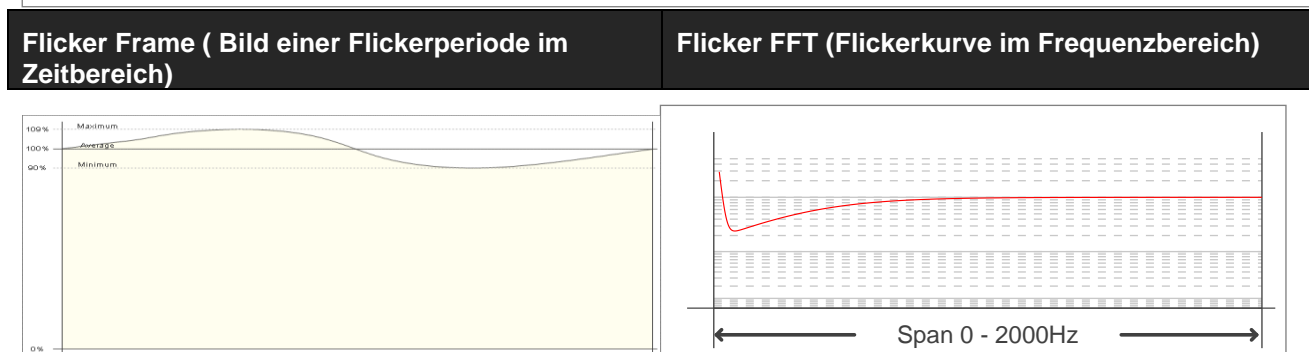 Flicker Frame ( Bild einer Flickerperiode im
Zeitbereich)
Flicker FFT (Flickerkurve im Frequenzbereich)
109%
Maximum
100%
Average
90%
Minimum
0%
Span 0 - 2000Hz